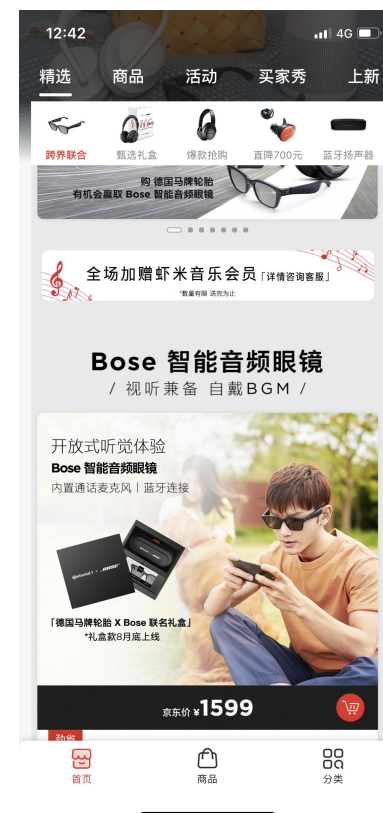 12:42
4G
精选 商品 活动 买家秀 上新
跨界联合 甄选礼盒 爆款抢购 直降700元 蓝牙扬声器
购 德国马牌轮胎
有机会赢取 Bose 智能音频眼镜
全场加赠虾米音乐会员「详情咨询客服」
*数量有限 送完为止
Bose 智能音频眼镜
/ 视听兼备 自戴BGM /
开放式听觉体验
Bose 智能音频眼镜
内置通话麦克风丨蓝牙连接
Continental x BOSE
「德国马牌轮胎 X Bose 联名礼盒」
*礼盒款8月底上线
京东价 ¥1599
劲省
首页 商品 分类